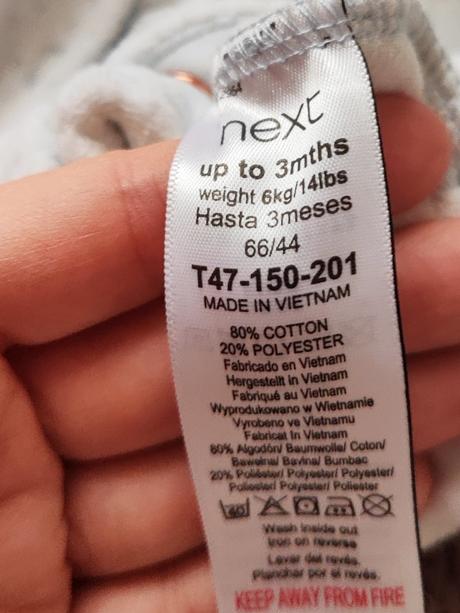 next
up to 3mths
weight 6kg/14lbs
Hasta 3meses
66/44
T47-150-201
MADE IN VIETNAM
80% COTTON
20% POLYESTER
Fabricado en Vietnam
Hergestellt in Vietnam
Fabriqué au Vietnam
Wyprodukowano w Wietnamie
Vyrobeno ve Vietnamu
Fabricat în Vietnam
80% Algodón/ Baumwolle/ Coton/
Bawełna/ Bavlna/ Bumbac
20% Poliéster/ Polyester/ Polyester/
Poliester/ Polyester/ Poliester
40
Wash inside out
Iron on reverse
Lavar del revés.
Planchar por el revés.
KEEP AWAY FROM FIRE